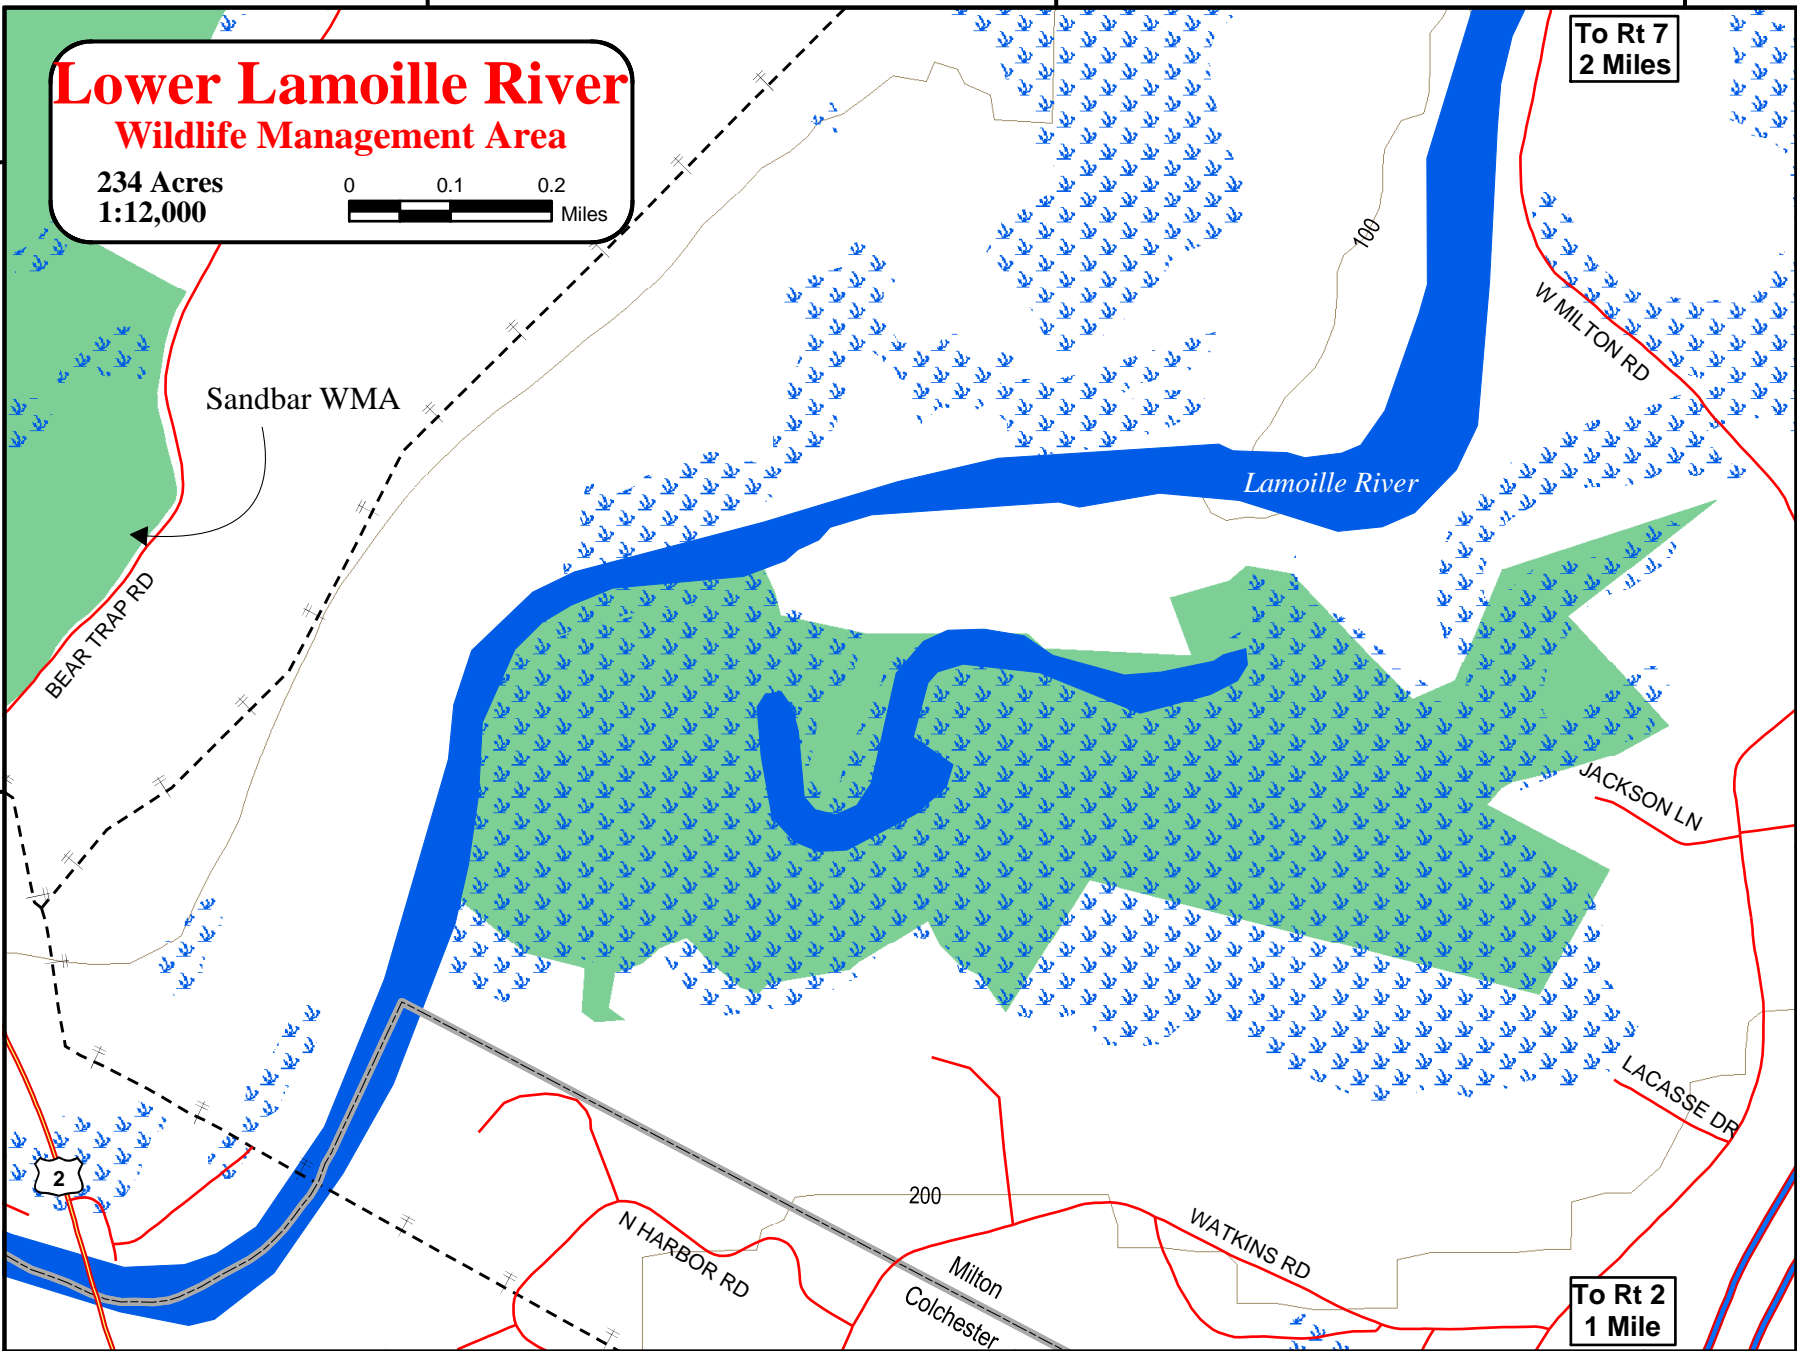 Lower Lamoille River
Wildlife Management Area
234 Acres
1:12,000
0 0.1 0.2
Miles
To Rt 7
2 Miles
100
W MILTON RD
Sandbar WMA
Lamoille River
BEAR TRAP RD
JACKSON LN
LACASSE DR
2
200
N HARBOR RD
WATKINS RD
Milton
Colchester
To Rt 2
1 Mile